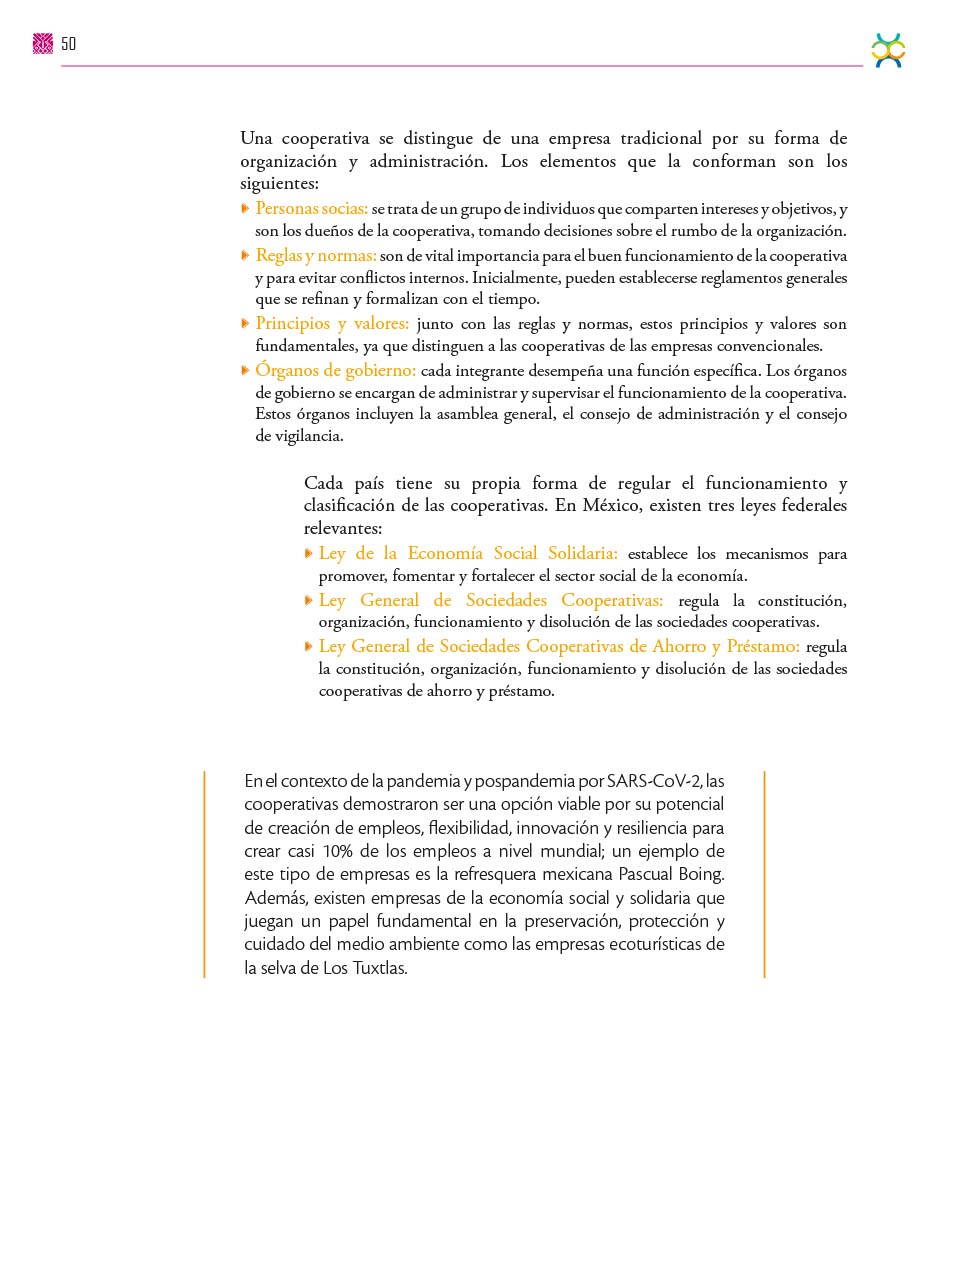 50
Una cooperativa se distingue de una empresa tradicional por su forma de
organización y administración. Los elementos que la conforman son los
siguientes:
Personas socias: se trata de un grupo de individuos que comparten intereses y objetivos, y
son los dueños de la cooperativa, tomando decisiones sobre el rumbo de la organización.
Reglas y normas: son de vital importancia para el buen funcionamiento de la cooperativa
y para evitar conflictos internos. Inicialmente, pueden establecerse reglamentos generales
que se refinan y formalizan con el tiempo.
Principios y valores: junto con las reglas y normas, estos principios y valores son
fundamentales, ya que distinguen a las cooperativas de las empresas convencionales.
Órganos de gobierno: cada integrante desempeña una función específica. Los órganos
de gobierno se encargan de administrar y supervisar el funcionamiento de la cooperativa.
Estos órganos incluyen la asamblea general, el consejo de administración y el consejo
de vigilancia.
Cada país tiene su propia forma de regular el funcionamiento y
clasificación de las cooperativas. En México, existen tres leyes federales
relevantes:
Ley de la Economía Social Solidaria: establece los mecanismos para
promover, fomentar y fortalecer el sector social de la economía.
Ley General de Sociedades Cooperativas: regula la constitución,
organización, funcionamiento y disolución de las sociedades cooperativas.
Ley General de Sociedades Cooperativas de Ahorro y Préstamo: regula
la constitución, organización, funcionamiento y disolución de las sociedades
cooperativas de ahorro y préstamo.
En el contexto de la pandemia y pospandemia por SARS-CoV-2, las
cooperativas demostraron ser una opción viable por su potencial
de creación de empleos, flexibilidad, innovación y resiliencia para
crear casi 10% de los empleos a nivel mundial; un ejemplo de
este tipo de empresas es la refresquera mexicana Pascual Boing.
Además, existen empresas de la economía social y solidaria que
juegan un papel fundamental en la preservación, protección y
cuidado del medio ambiente como las empresas ecoturísticas de
la selva de Los Tuxtlas.